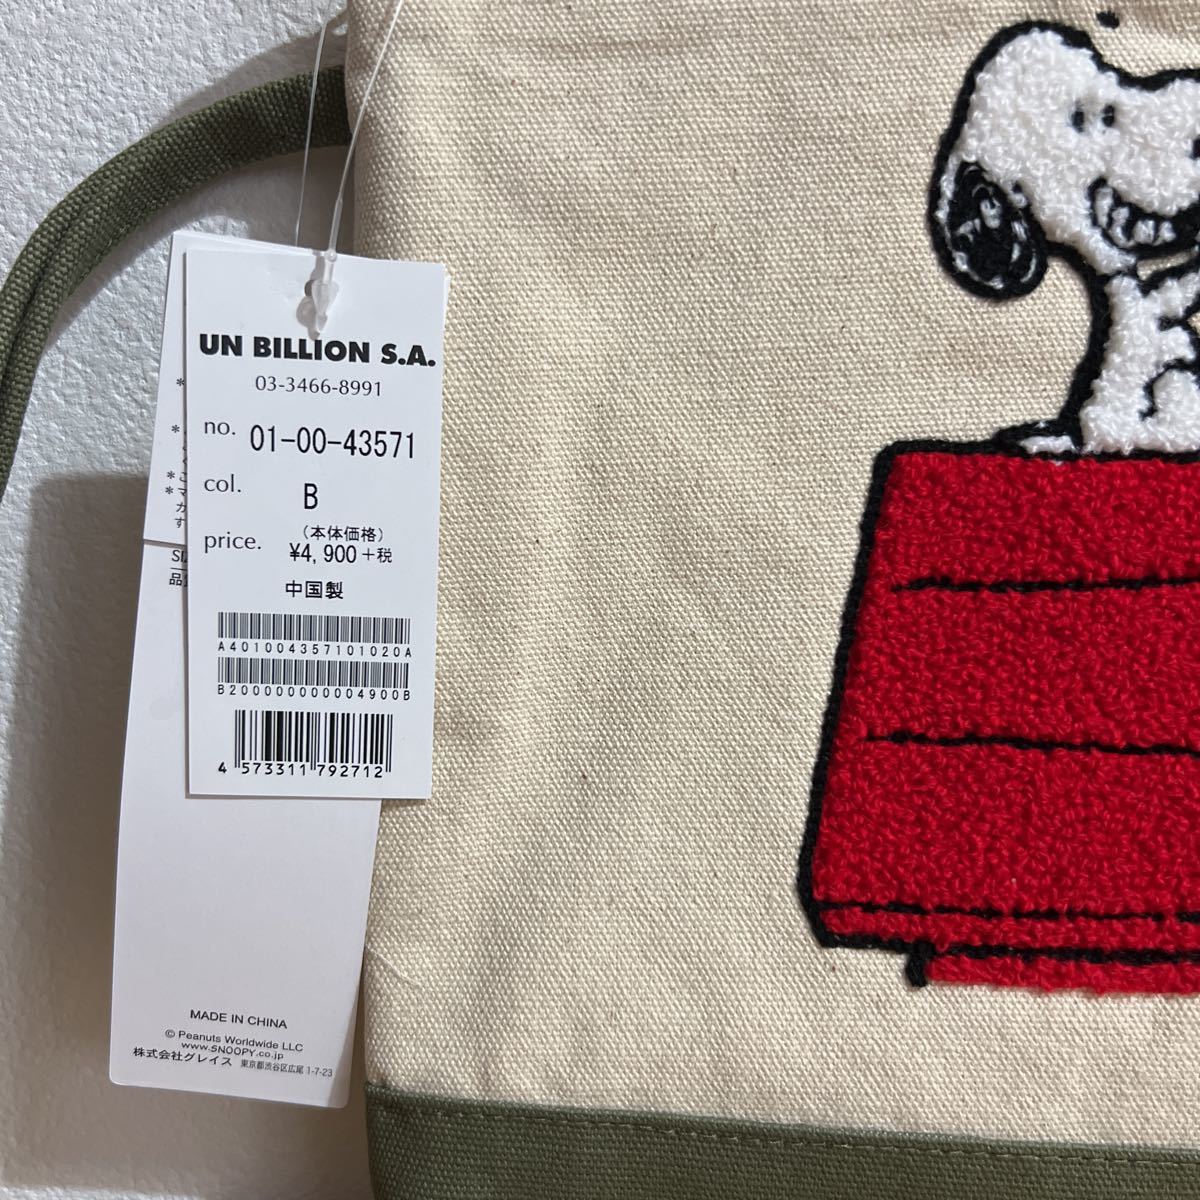 UN BILLION S.A.
03-3466-8991
no. 01-00-43571
col. B
(本体価格)
price. ¥4,900+税
中国製
A401004357101020A
B2000000000004900B
4 573311 792712
MADE IN CHINA
© Peanuts Worldwide LLC
www.SNOOPY.co.jp
株式会社グレイス 東京都渋谷区広尾1-7-23